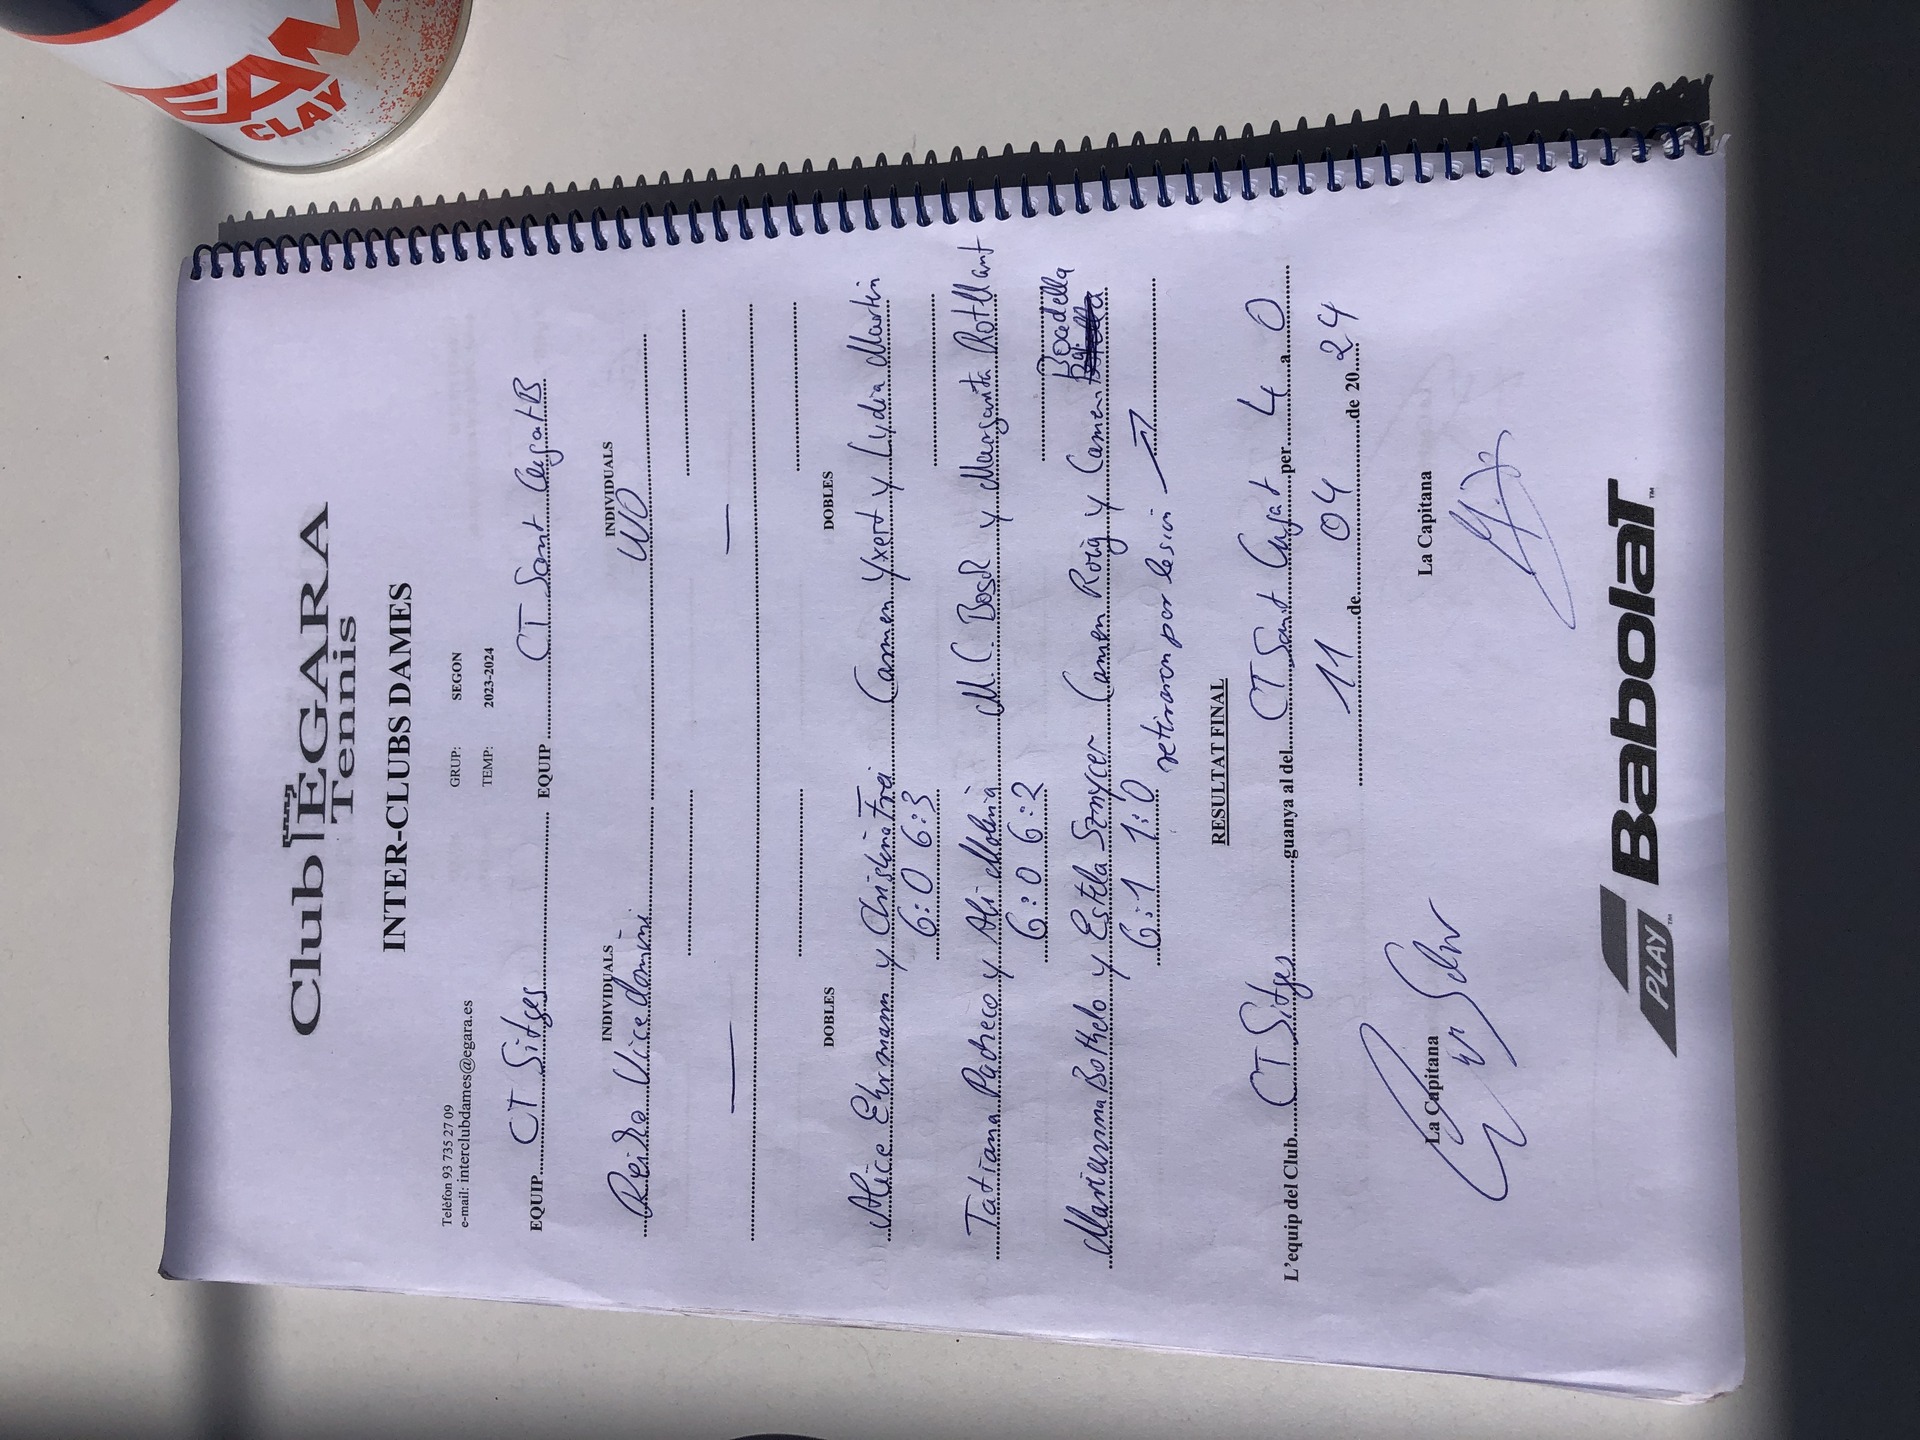 TEAM
CLAY
Club EGARA
Tennis
INTER-CLUBS DAMES
Telèfon 93 735 27 09
e-mail: interclubdames@egara.es
GRUP: SEGON
TEMP: 2023-2024
EQUIP CT Sitges EQUIP CT Sant Cugat B
INDIVIDUALS INDIVIDUALS
Vicedomini WO
— —
DOBLES DOBLES
Alice Ehrmann y Christina Frei Carmen Yxert y Lydia Martin
6:0 6:3
Tatiana Pacheco y Ali Molina M.C. Bosch y Margarita Rotllant
6:0 6:2
Bocadella
Marianna Bothelo y Estela Sznycer Carmen Roig y Carmen
6:1 1:0 retiraron por lesión
RESULTAT FINAL
L'equip del Club CT Sitges guanya al del CT Sant Cugat per 4 a 0
11 de 04 de 2024
La Capitana La Capitana
PLAY™ BaboLaT™